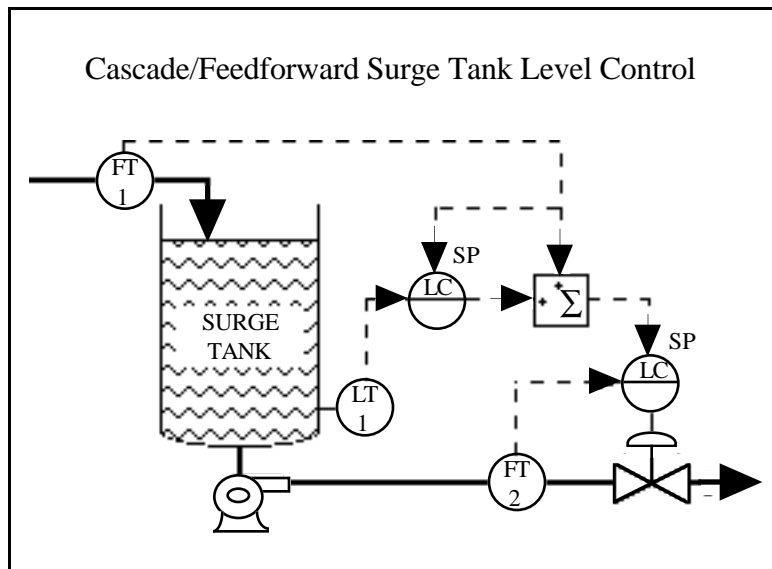 Cascade/Feedforward Surge Tank Level Control
FT
1
SP
LC
+
+
Σ
SURGE
TANK
SP
LC
LT
1
FT
2